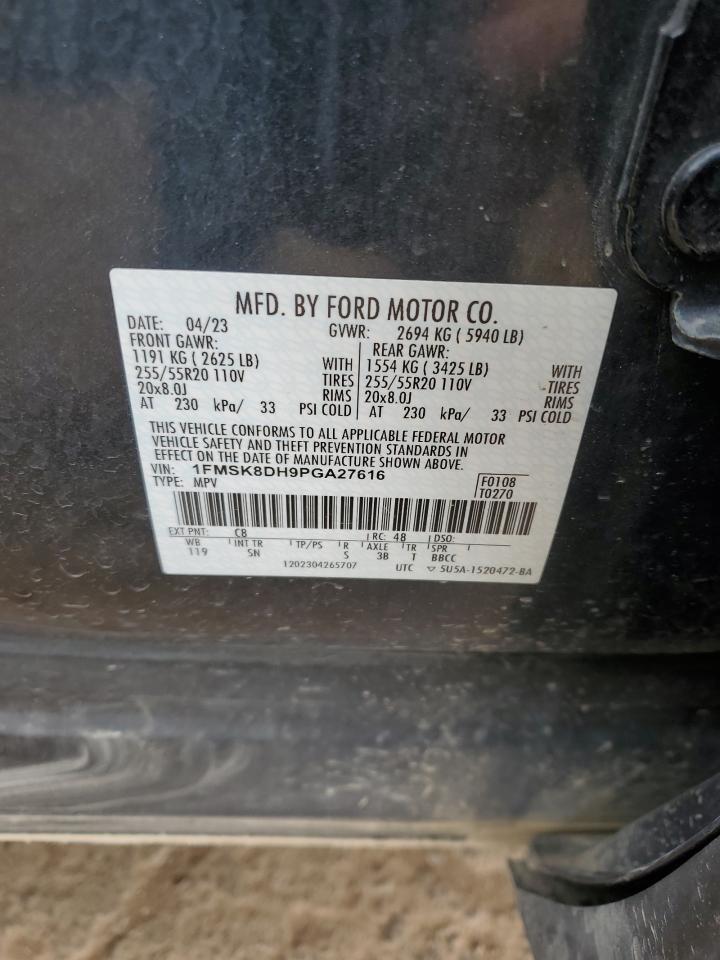 MFD. BY FORD MOTOR CO.
DATE: 04/23 GVWR: 2694 KG ( 5940 LB)
FRONT GAWR: REAR GAWR:
1191 KG ( 2625 LB) WITH 1554 KG ( 3425 LB) WITH
255/55R20 110V TIRES 255/55R20 110V TIRES
20x8.0J RIMS 20x8.0J RIMS
AT 230 kPa/ 33 PSI COLD AT 230 kPa/ 33 PSI COLD
THIS VEHICLE CONFORMS TO ALL APPLICABLE FEDERAL MOTOR
VEHICLE SAFETY AND THEFT PREVENTION STANDARDS IN
EFFECT ON THE DATE OF MANUFACTURE SHOWN ABOVE.
VIN: 1FMSK8DH9PGA27616 F0108
TYPE: MPV T0270
EXT PNT: C8 RC: 48 DSO:
WB INT TR TP/PS R AXLE TR SPR
119 SN S 3B T BBCC
1202304265707 UTC ▽ 5U5A-1520472-BA